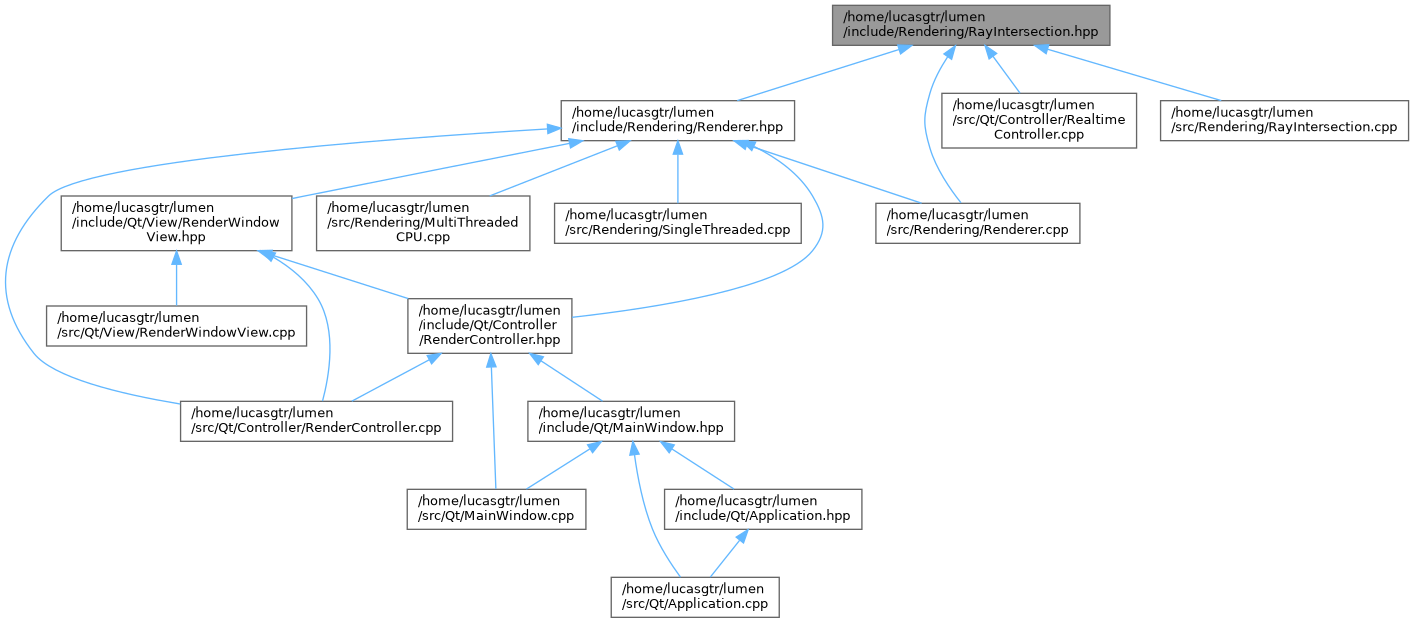 /home/lucasgtr/lumen
/include/Rendering/RayIntersection.hpp
/home/lucasgtr/lumen
/include/Rendering/Renderer.hpp
/home/lucasgtr/lumen
/src/Qt/Controller/Realtime
Controller.cpp
/home/lucasgtr/lumen
/src/Rendering/RayIntersection.cpp
/home/lucasgtr/lumen
/include/Qt/View/RenderWindow
View.hpp
/home/lucasgtr/lumen
/src/Rendering/MultiThreaded
CPU.cpp
/home/lucasgtr/lumen
/src/Rendering/SingleThreaded.cpp
/home/lucasgtr/lumen
/src/Rendering/Renderer.cpp
/home/lucasgtr/lumen
/src/Qt/View/RenderWindowView.cpp
/home/lucasgtr/lumen
/include/Qt/Controller
/RenderController.hpp
/home/lucasgtr/lumen
/src/Qt/Controller/RenderController.cpp
/home/lucasgtr/lumen
/include/Qt/MainWindow.hpp
/home/lucasgtr/lumen
/src/Qt/MainWindow.cpp
/home/lucasgtr/lumen
/include/Qt/Application.hpp
/home/lucasgtr/lumen
/src/Qt/Application.cpp